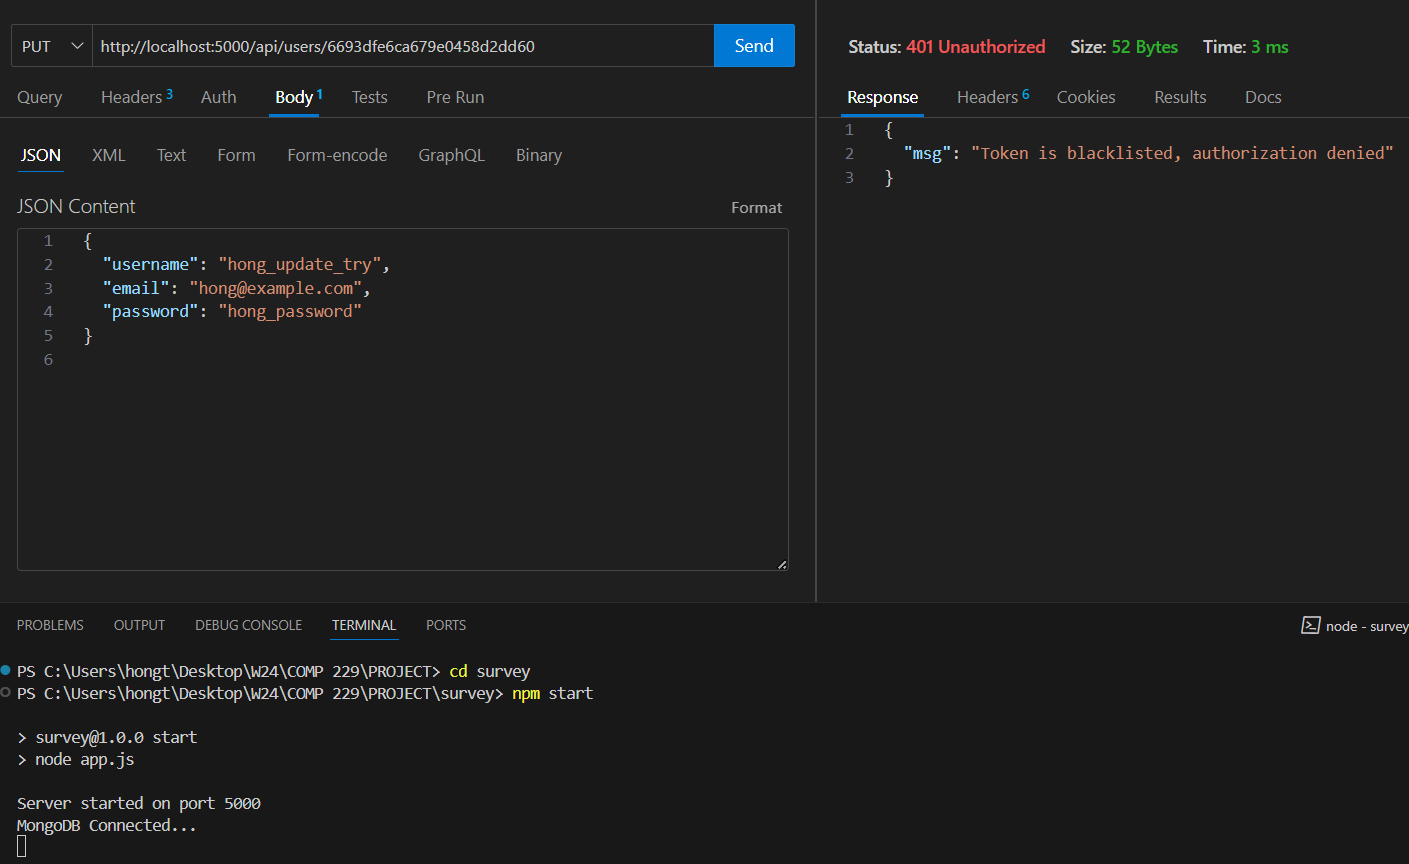 PUT http://localhost:5000/api/users/6693dfe6ca679e0458d2dd60 Send
Query Headers 3 Auth Body 1 Tests Pre Run
JSON XML Text Form Form-encode GraphQL Binary
JSON Content Format
1 {
2 "username": "hong_update_try",
3 "email": "hong@example.com",
4 "password": "hong_password"
5 }
6
Status: 401 Unauthorized Size: 52 Bytes Time: 3 ms
Response Headers 6 Cookies Results Docs
1 {
2 "msg": "Token is blacklisted, authorization denied"
3 }
PROBLEMS OUTPUT DEBUG CONSOLE TERMINAL PORTS node - survey
PS C:\Users\hongt\Desktop\W24\COMP 229\PROJECT> cd survey
PS C:\Users\hongt\Desktop\W24\COMP 229\PROJECT\survey> npm start
> survey@1.0.0 start
> node app.js
Server started on port 5000
MongoDB Connected...